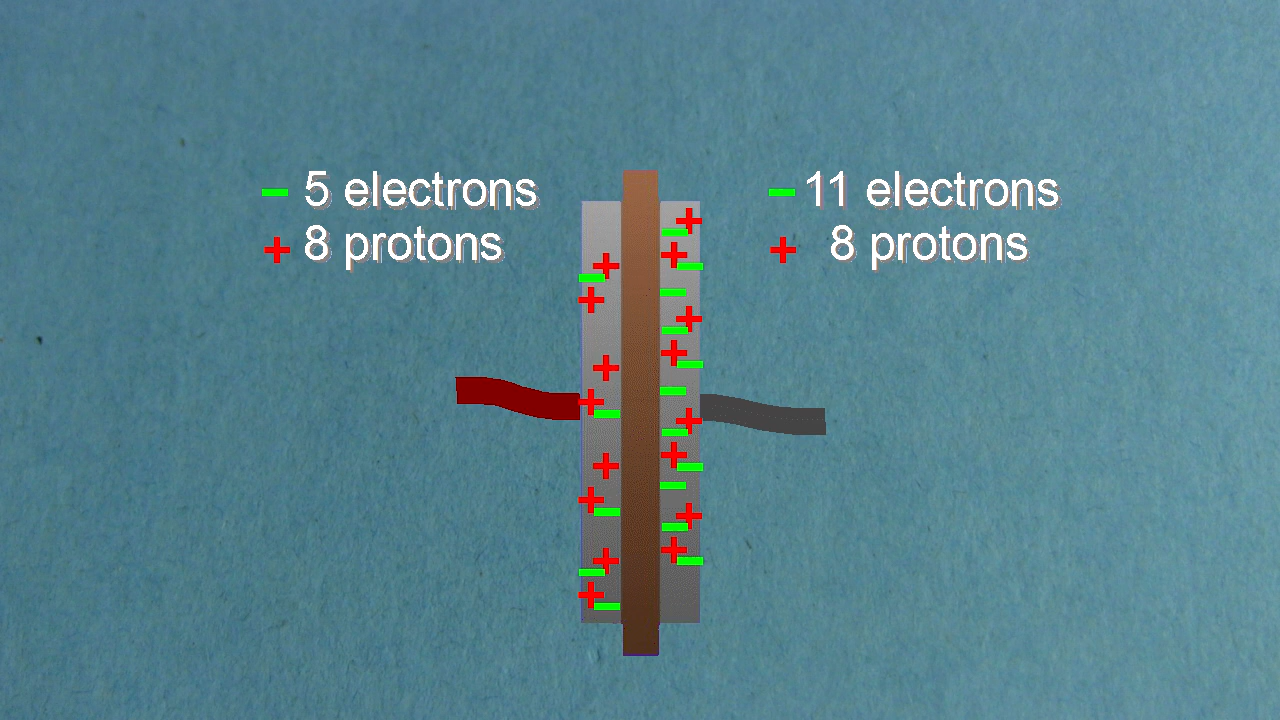 − 5 electrons
+ 8 protons
− 11 electrons
+ 8 protons